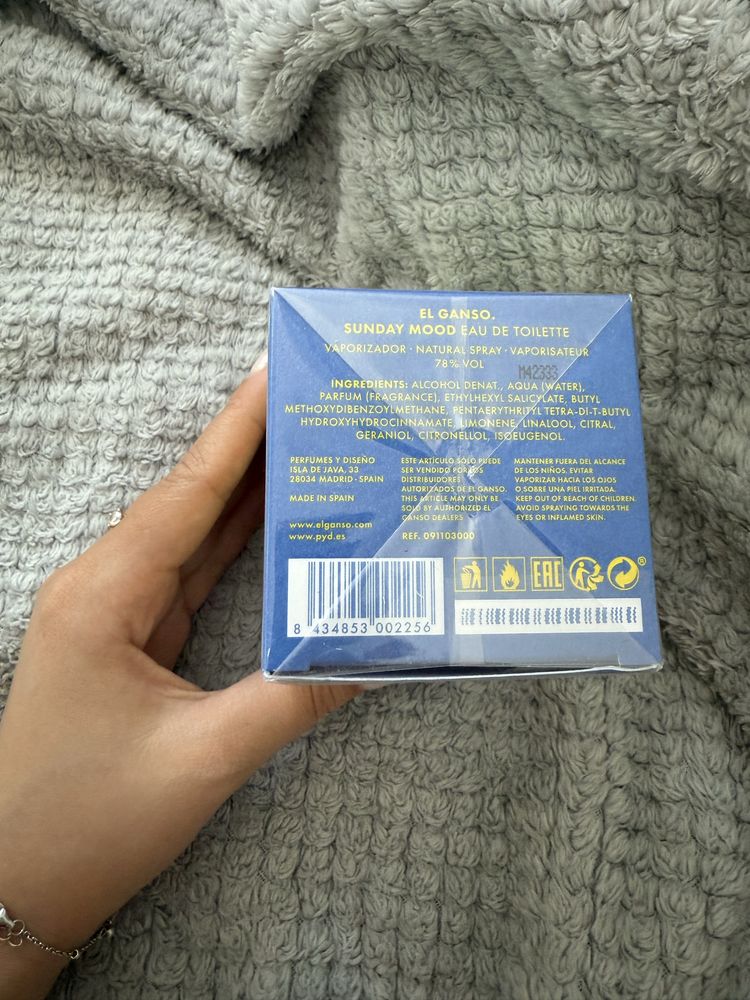 EL GANSO.
SUNDAY MOOD EAU DE TOILETTE
VAPORIZADOR · NATURAL SPRAY · VAPORISATEUR
78% VOL
M42333
INGREDIENTS: ALCOHOL DENAT., AQUA (WATER),
PARFUM (FRAGRANCE), ETHYLHEXYL SALICYLATE, BUTYL
METHOXYDIBENZOYLMETHANE, PENTAERYTHRITYL TETRA-DI-T-BUTYL
HYDROXYHYDROCINNAMATE, LIMONENE, LINALOOL, CITRAL,
GERANIOL, CITRONELLOL, ISOEUGENOL.
PERFUMES Y DISEÑO
ISLA DE JAVA, 33
28034 MADRID · SPAIN
MADE IN SPAIN
www.elganso.com
www.pyd.es
ESTE ARTÍCULO SÓLO PUEDE
SER VENDIDO POR LOS
DISTRIBUIDORES
AUTORIZADOS DE EL GANSO.
THIS ARTICLE MAY ONLY BE
SOLD BY AUTHORIZED EL
GANSO DEALERS
REF. 091103000
MANTENER FUERA DEL ALCANCE
DE LOS NIÑOS. EVITAR
VAPORIZAR HACIA LOS OJOS
O SOBRE UNA PIEL IRRITADA.
KEEP OUT OF REACH OF CHILDREN.
AVOID SPRAYING TOWARDS THE
EYES OR INFLAMED SKIN.
EAC
®
8 434853 002256